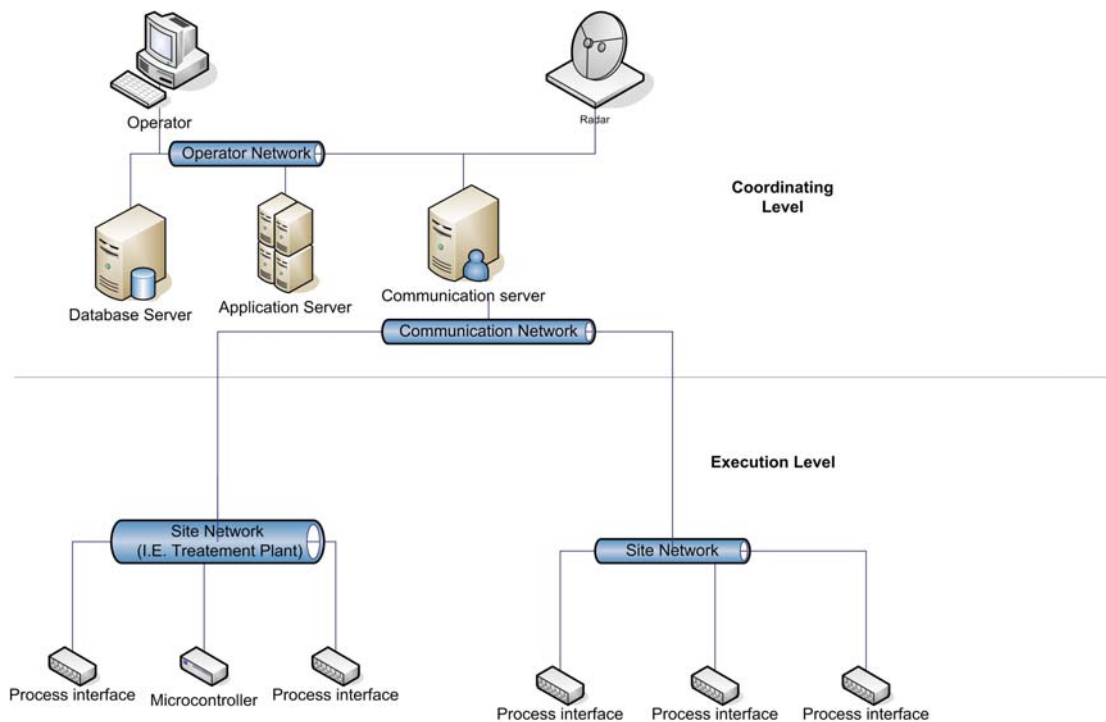 Operator
Radar
Operator Network
Coordinating
Level
Database Server
Application Server
Communication server
Communication Network
Execution Level
Site Network
(I.E. Treatement Plant)
Site Network
Process interface
Microcontroller
Process interface
Process interface
Process interface
Process interface